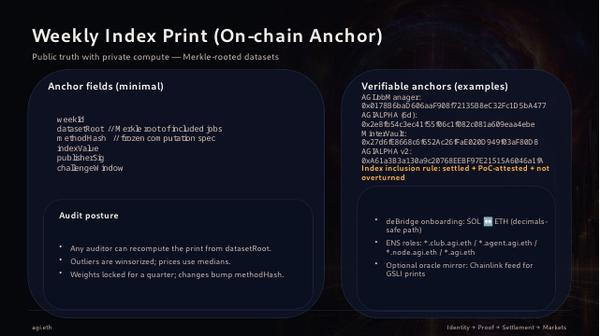 Weekly Index Print (On-chain Anchor)
Public truth with private compute — Merkle-rooted datasets
Anchor fields (minimal)
weekId
datasetRoot // Merkle root of included jobs
methodHash // frozen computation spec
indexValue
publisherSig
challengeWindow
Audit posture
• Any auditor can recompute the print from datasetRoot.
• Outliers are winsorized; prices use medians.
• Weights locked for a quarter; changes bump methodHash.
Verifiable anchors (examples)
AGIJobManager:
AGIALPHA (6d):
MinterVault:
AGIALPHA v2:
Index inclusion rule: settled + PoC-attested + not
overturned
• deBridge onboarding: SOL ↔ ETH (decimals-
safe path)
• ENS roles: *.club.agi.eth / *.agent.agi.eth /
*.node.agi.eth / *.agi.eth
• Optional oracle mirror: Chainlink feed for
GSLI prints
agi.eth
Identity → Proof → Settlement → Markets